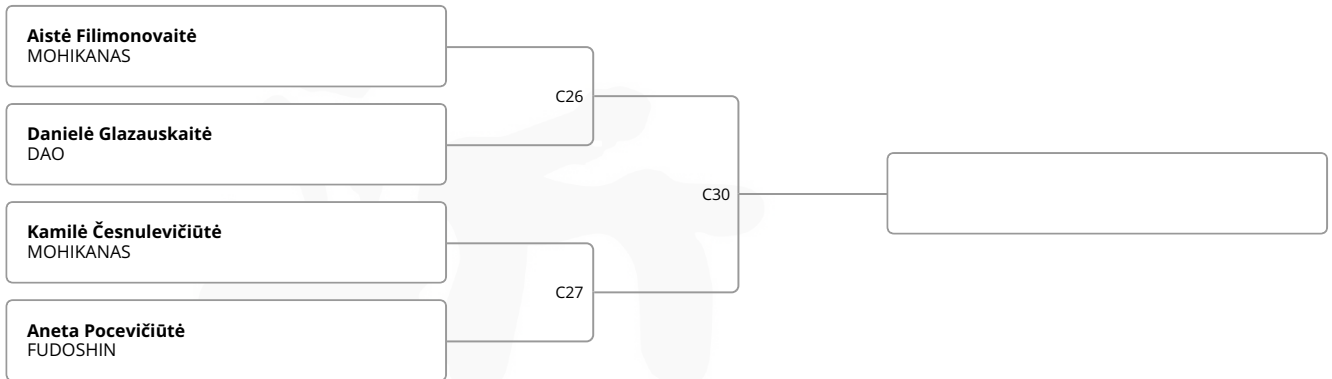 Aistė Filimonovaitė
MOHIKANAS
C26
Danielė Glazauskaitė
DAO
C30
Kamilė Česnulevičiūtė
MOHIKANAS
C27
Aneta Pocevičiūtė
FUDOSHIN